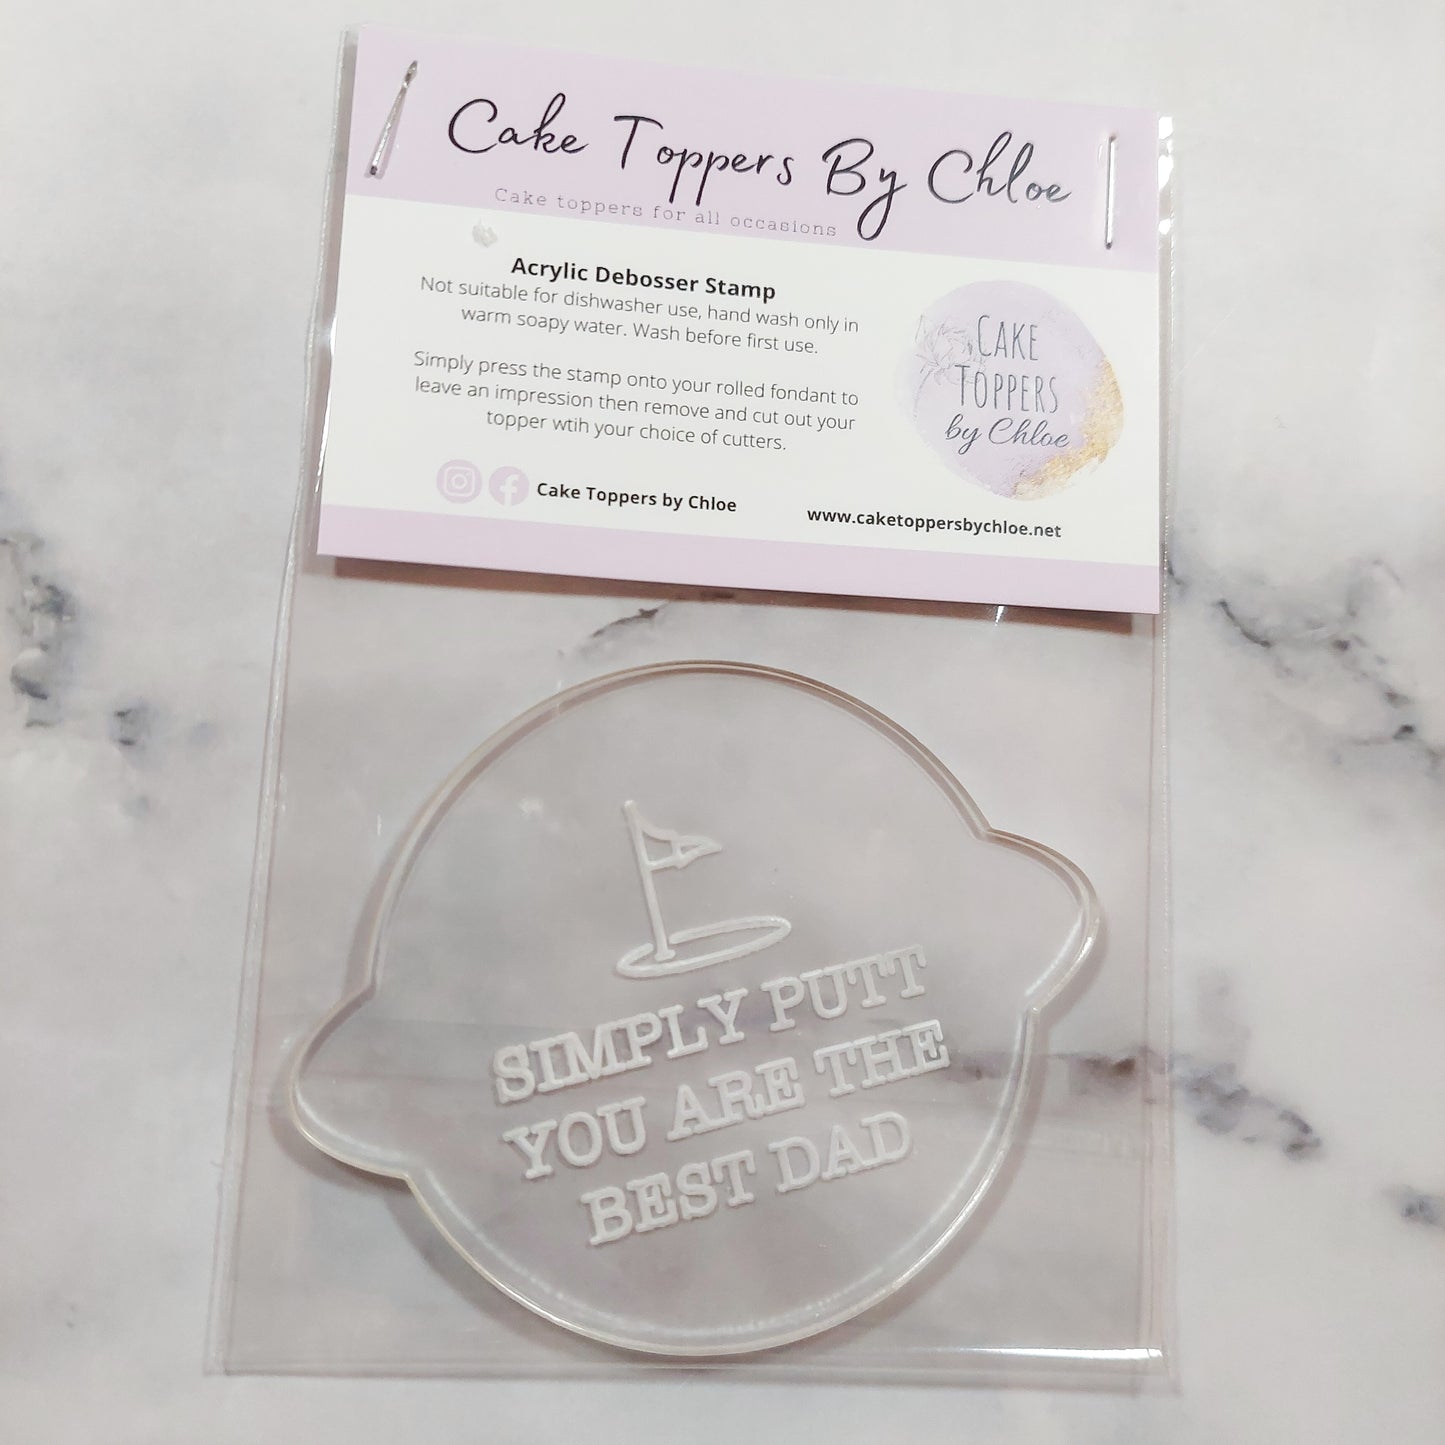 Cake Toppers By Chloe
Cake toppers for all occasions
Acrylic Debosser Stamp
Not suitable for dishwasher use, hand wash only in
warm soapy water. Wash before first use.
Simply press the stamp onto your rolled fondant to
leave an impression then remove and cut out your
topper wtih your choice of cutters.
CAKE
TOPPERS
by Chloe
Cake Toppers by Chloe
www.caketoppersbychloe.net
SIMPLY PUTT
YOU ARE THE
BEST DAD